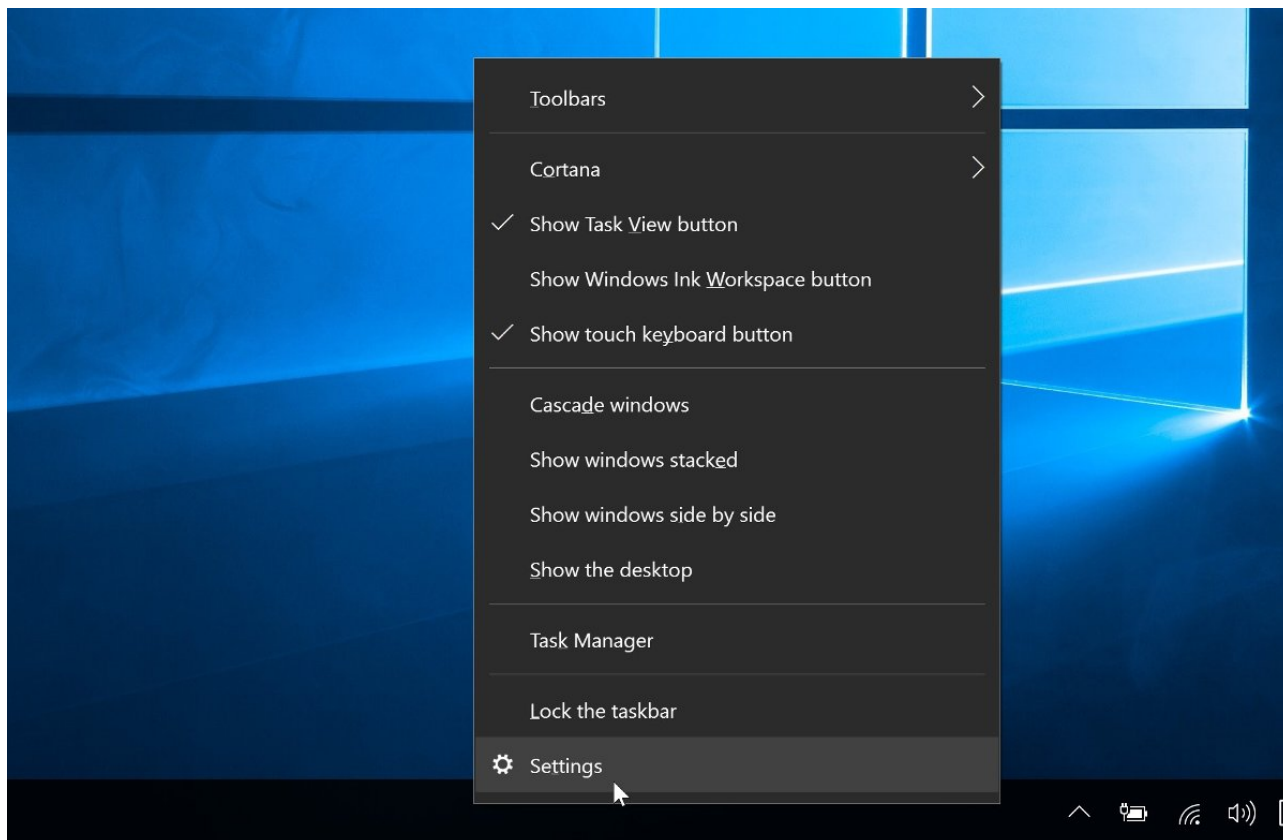 Toolbars
Cortana
Show Task View button
Show Windows Ink Workspace button
Show touch keyboard button
Cascade windows
Show windows stacked
Show windows side by side
Show the desktop
Task Manager
Lock the taskbar
Settings